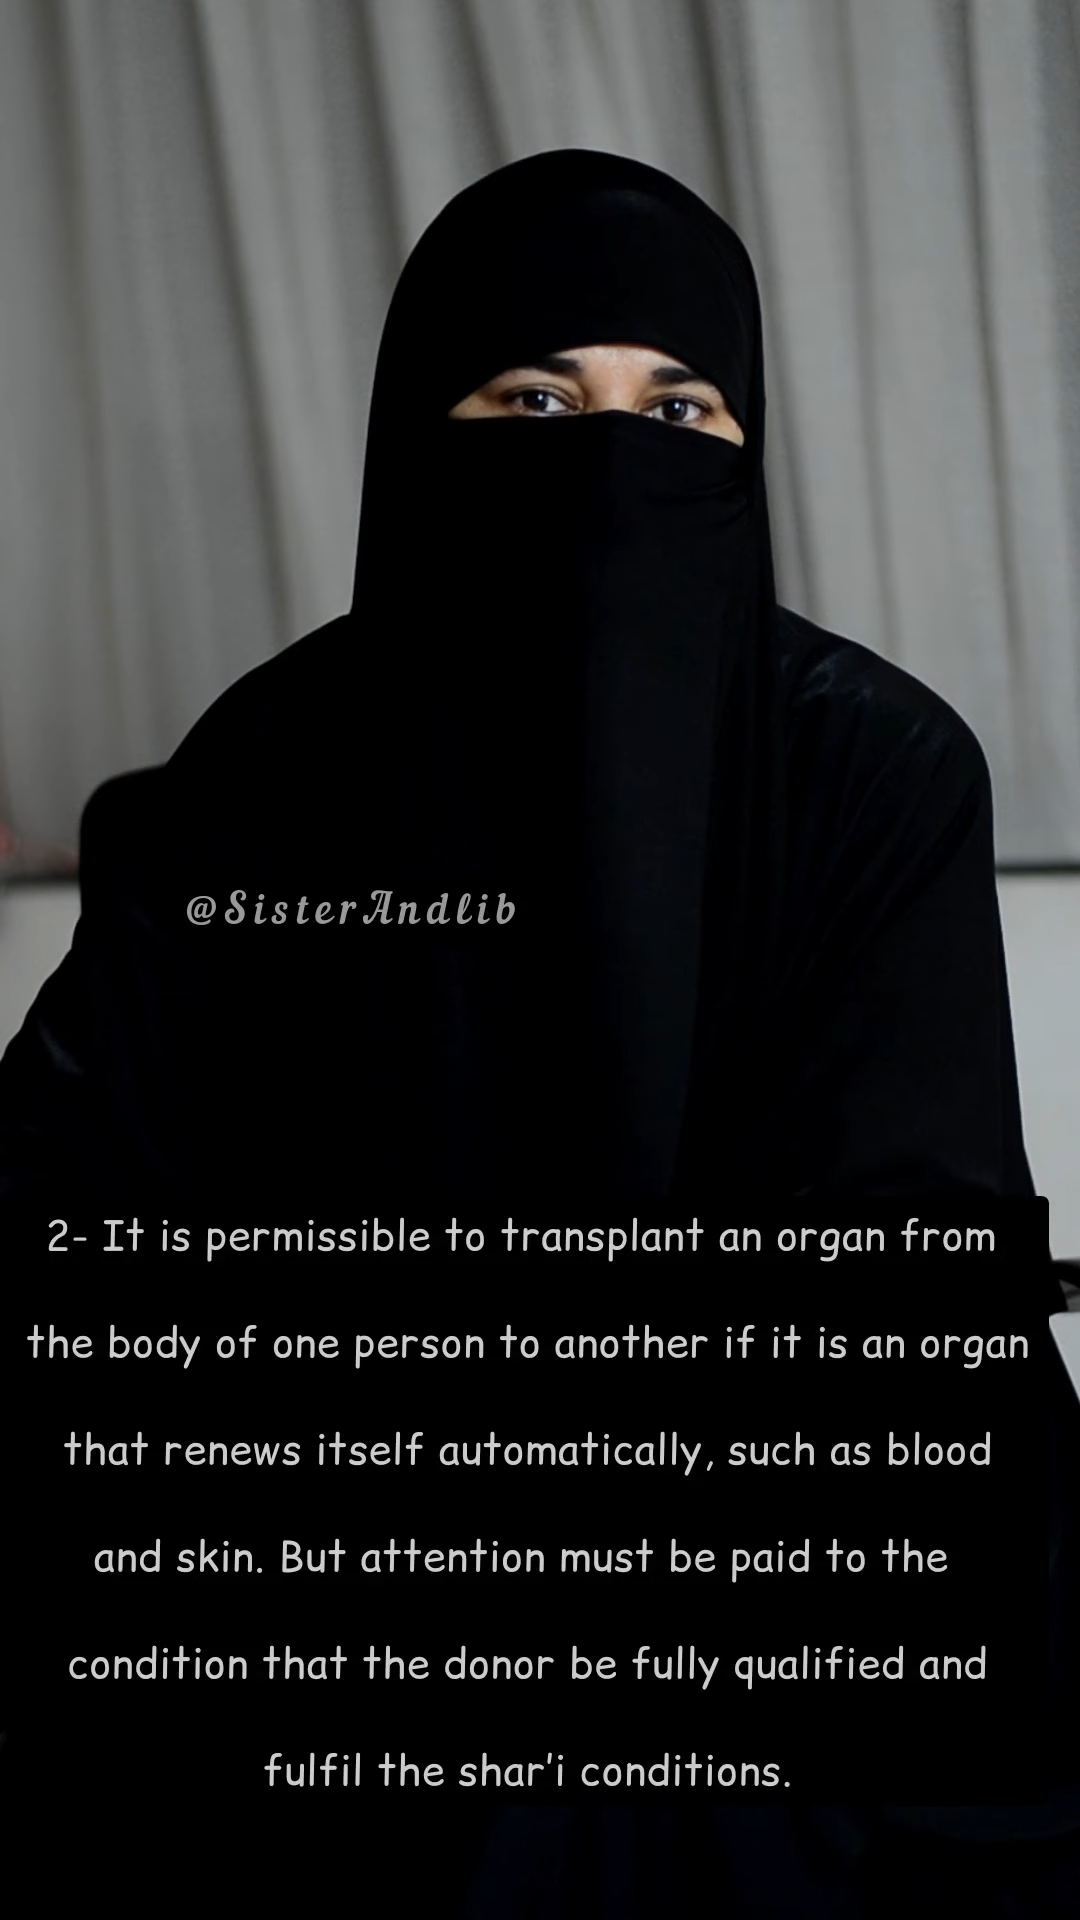 @SisterAndlib
2- It is permissible to transplant an organ from
the body of one person to another if it is an organ
that renews itself automatically, such as blood
and skin. But attention must be paid to the
condition that the donor be fully qualified and
fulfil the shar'i conditions.